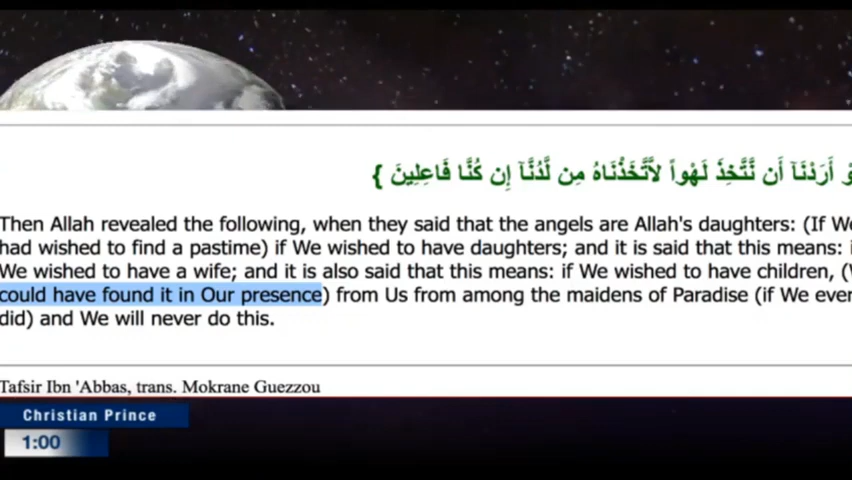 أَرَدْنَآ أَن نَّتَّخِذَ لَهْواً لاَّتَّخَذْنَاهُ مِن لَّدُنَّآ إِن كُنَّا فَاعِلِينَ }
Then Allah revealed the following, when they said that the angels are Allah's daughters: (If We
had wished to find a pastime) if We wished to have daughters; and it is said that this means:
We wished to have a wife; and it is also said that this means: if We wished to have children, (
could have found it in Our presence) from Us from among the maidens of Paradise (if We ever
did) and We will never do this.
Tafsir Ibn 'Abbas, trans. Mokrane Guezzou
Christian Prince
1:00